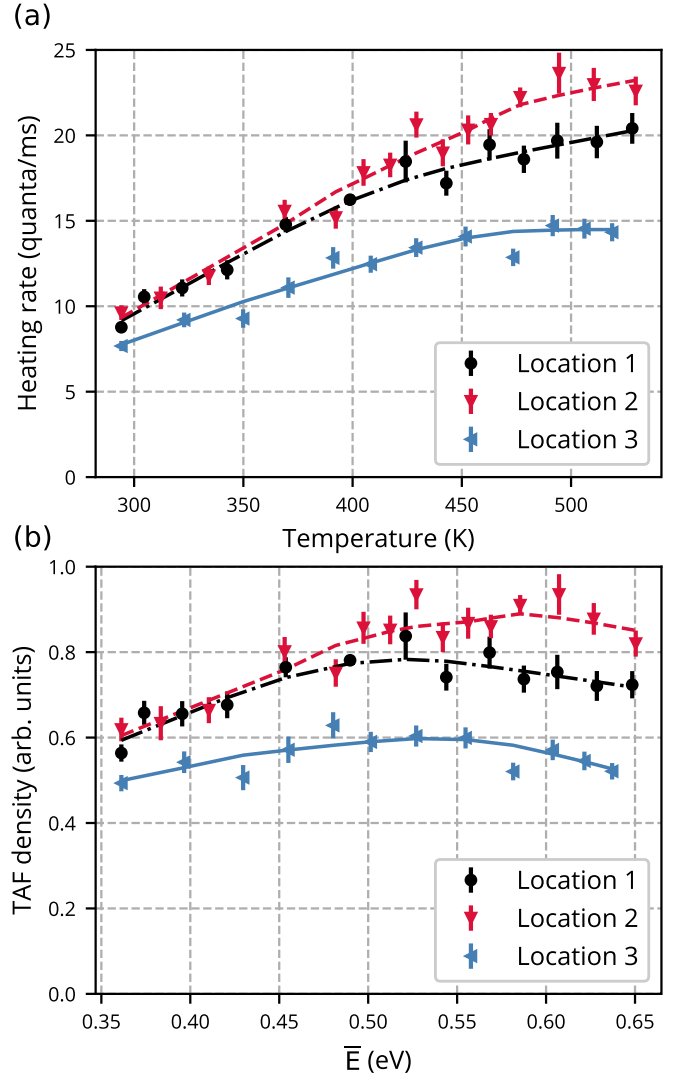 (a)
25
20
15
10
5
0
Heating rate (quanta/ms)
Location 1
Location 2
Location 3
300 350 400 450 500
Temperature (K)
(b)
1.0
0.8
0.6
0.4
0.2
0.0
TAF density (arb. units)
Location 1
Location 2
Location 3
0.35 0.40 0.45 0.50 0.55 0.60 0.65
E̅ (eV)